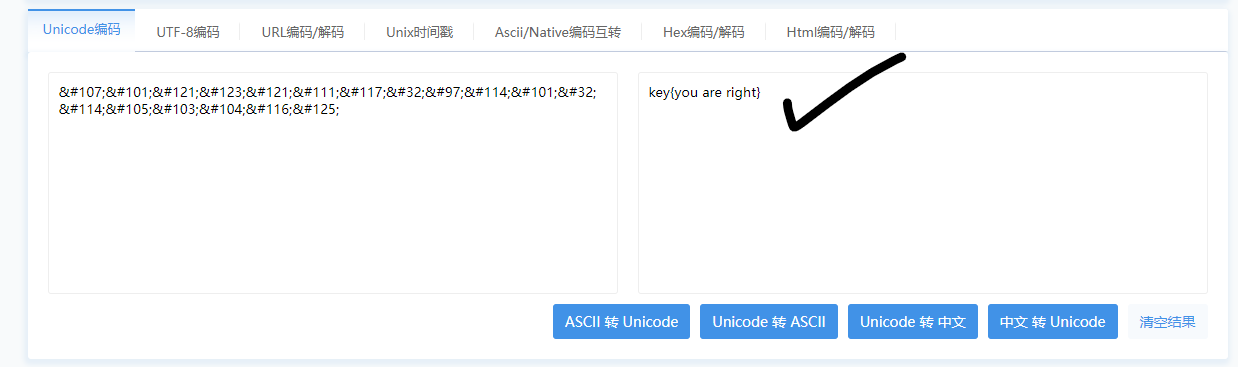 Unicode编码 UTF-8编码 URL编码/解码 Unix时间戳 Ascii/Native编码互转 Hex编码/解码 Html编码/解码
&#107;&#101;&#121;&#123;&#121;&#111;&#117;&#32;&#97;&#114;&#101;&#32;
&#114;&#105;&#103;&#104;&#116;&#125;
key{you are right}
ASCII 转 Unicode Unicode 转 ASCII Unicode 转 中文 中文 转 Unicode 清空结果